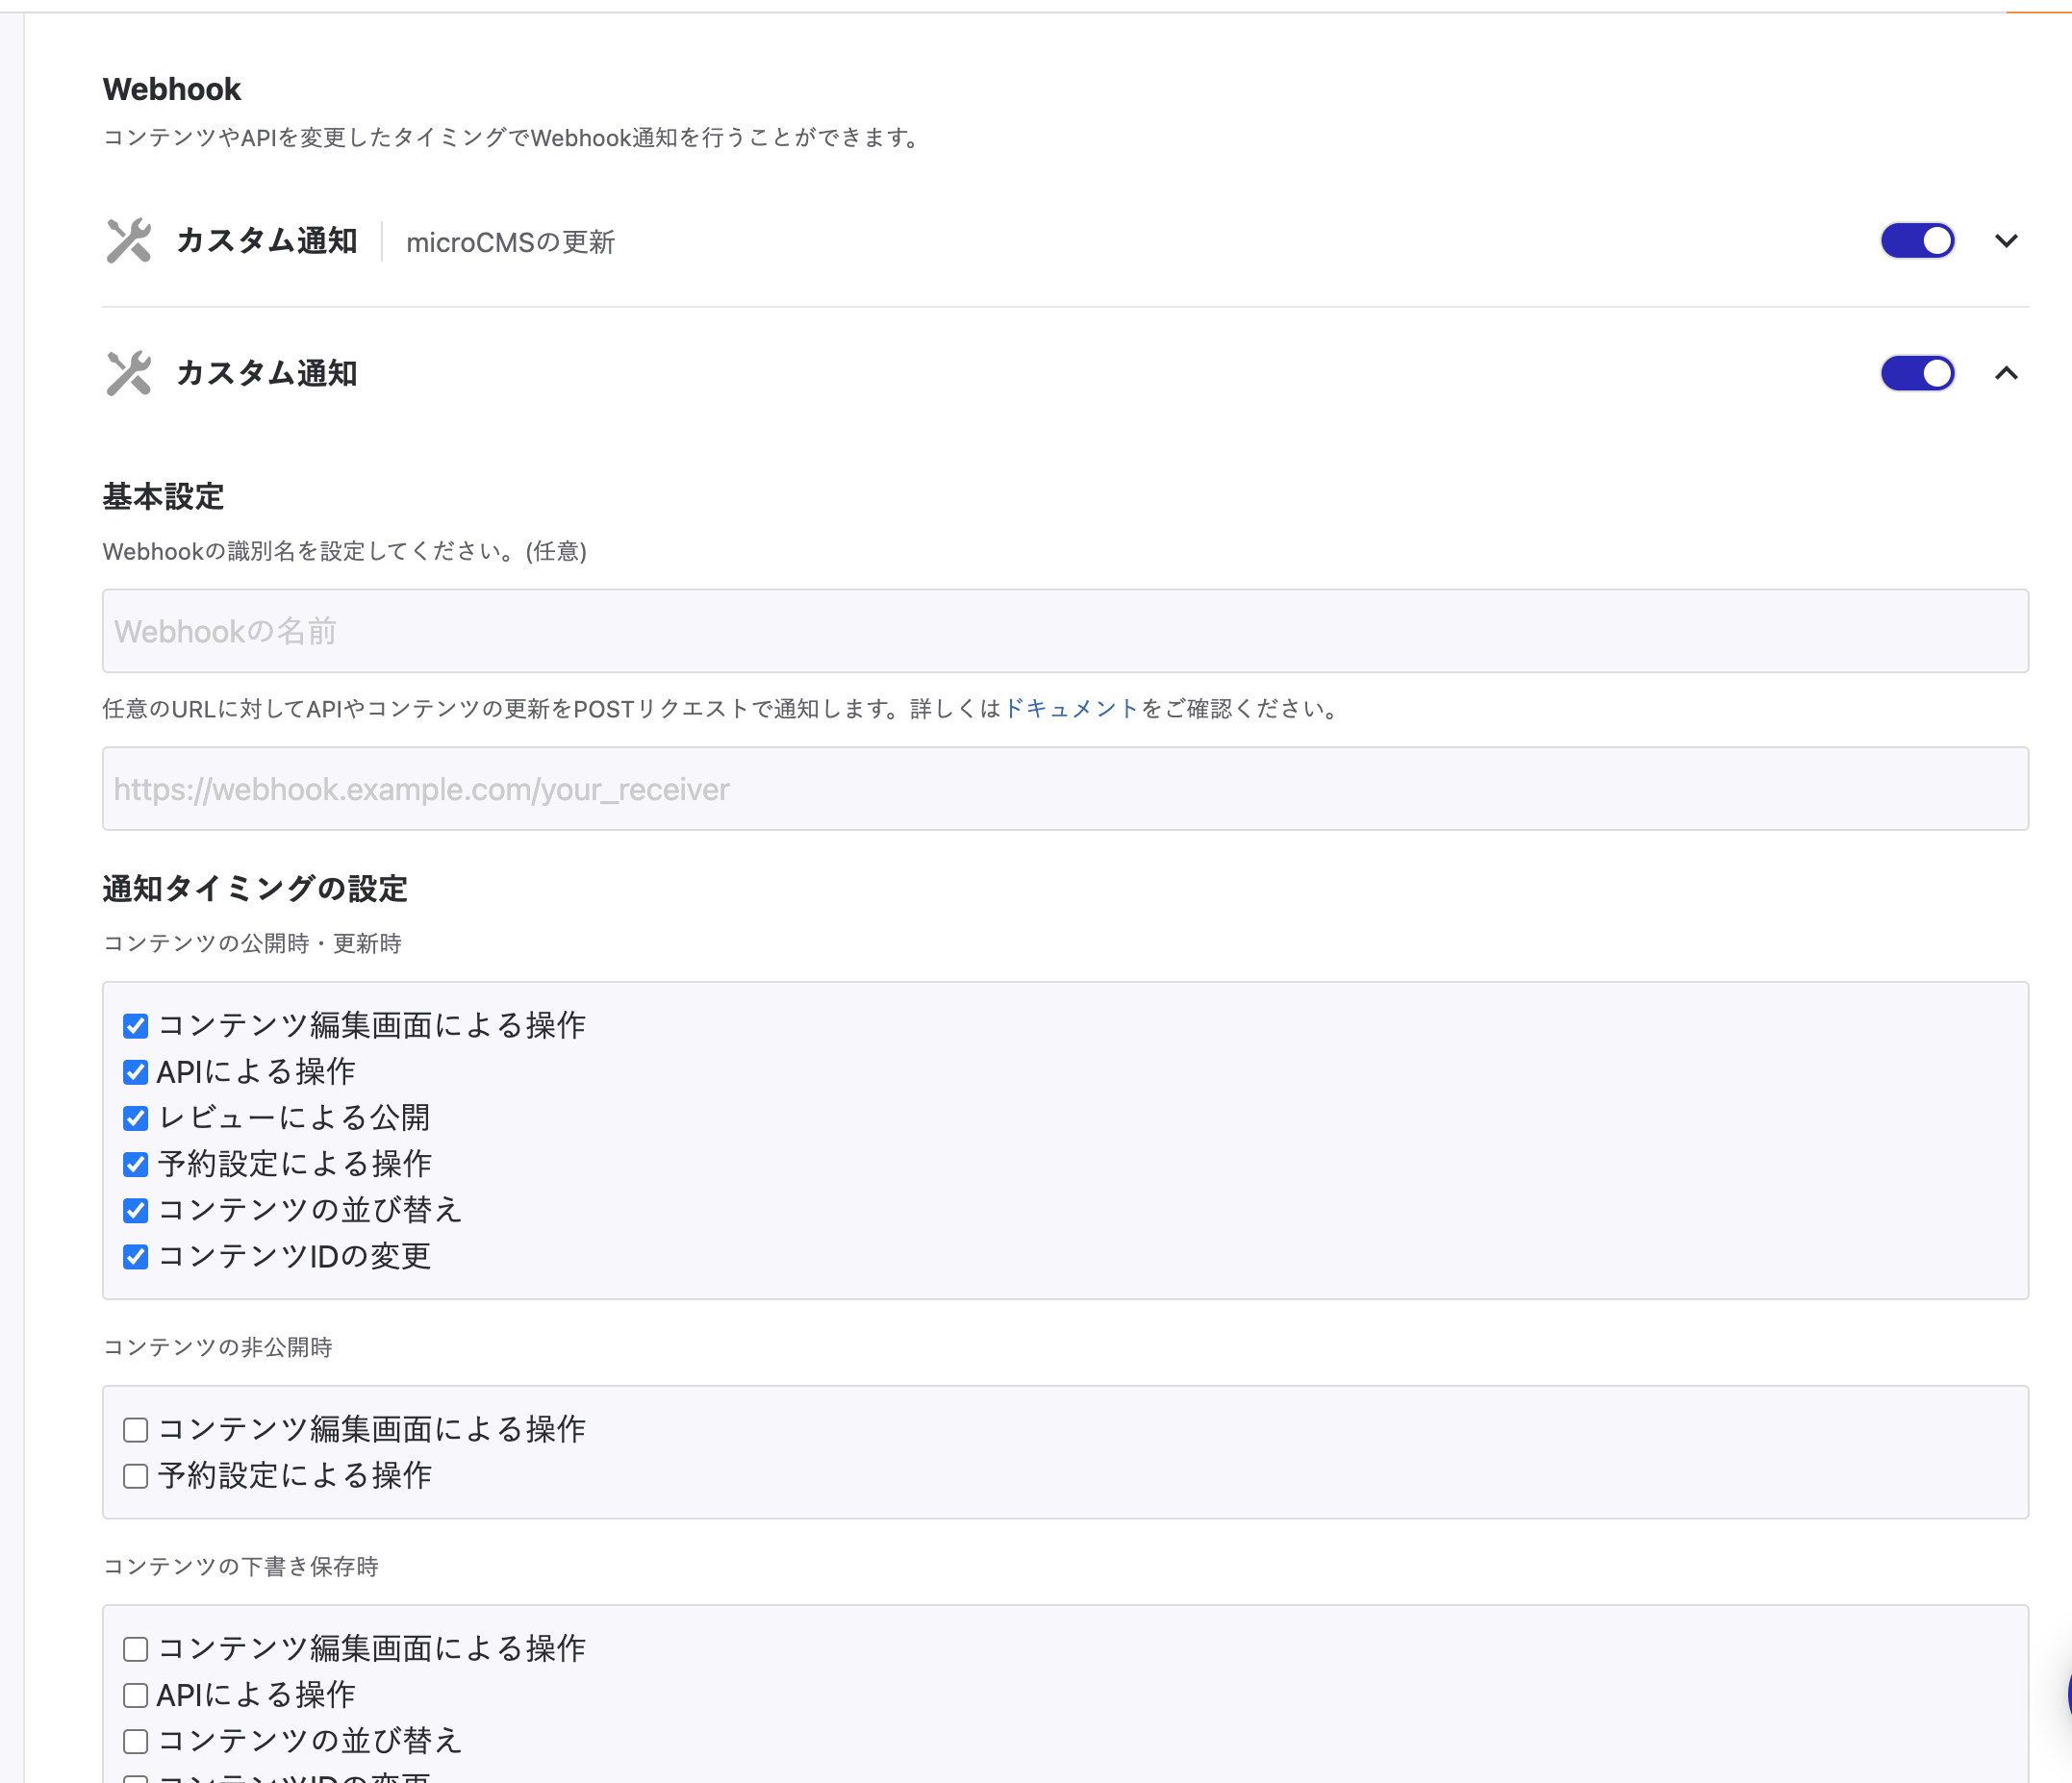 Webhook
コンテンツやAPIを変更したタイミングでWebhook通知を行うことができます。
カスタム通知 microCMSの更新
カスタム通知
基本設定
Webhookの識別名を設定してください。(任意)
Webhookの名前
任意のURLに対してAPIやコンテンツの更新をPOSTリクエストで通知します。詳しくはドキュメントをご確認ください。
https://webhook.example.com/your_receiver
通知タイミングの設定
コンテンツの公開時・更新時
コンテンツ編集画面による操作
APIによる操作
レビューによる公開
予約設定による操作
コンテンツの並び替え
コンテンツIDの変更
コンテンツの非公開時
コンテンツ編集画面による操作
予約設定による操作
コンテンツの下書き保存時
コンテンツ編集画面による操作
APIによる操作
コンテンツの並び替え
コンテンツIDの変更